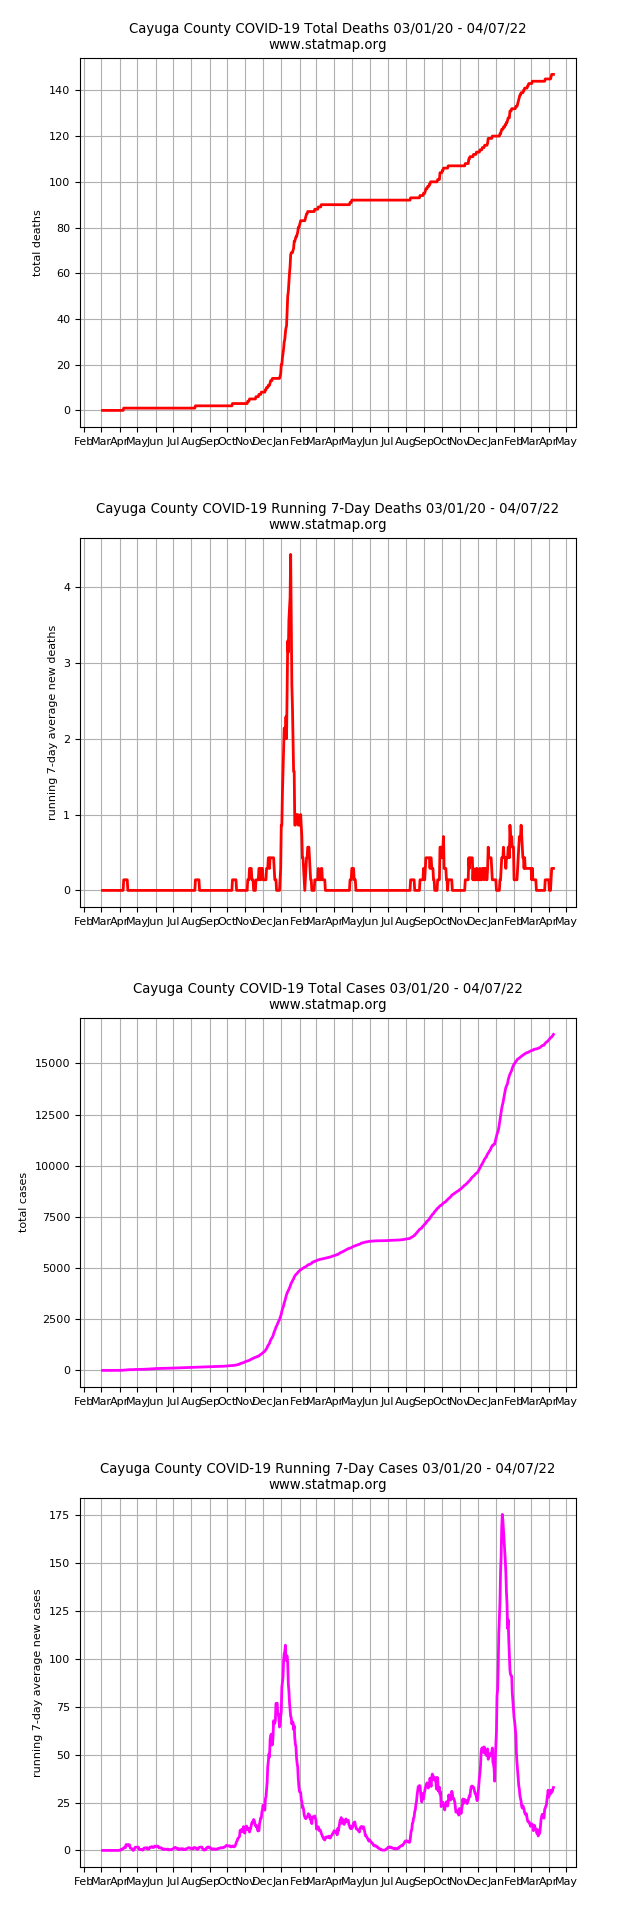 Cayuga County COVID-19 Total Deaths 03/01/20 - 04/07/22
www.statmap.org
total deaths
140
120
100
80
60
40
20
0
Feb Mar Apr May Jun Jul Aug Sep Oct Nov Dec Jan Feb Mar Apr May Jun Jul Aug Sep Oct Nov Dec Jan Feb Mar Apr May
Cayuga County COVID-19 Running 7-Day Deaths 03/01/20 - 04/07/22
www.statmap.org
running 7-day average new deaths
4
3
2
1
0
Feb Mar Apr May Jun Jul Aug Sep Oct Nov Dec Jan Feb Mar Apr May Jun Jul Aug Sep Oct Nov Dec Jan Feb Mar Apr May
Cayuga County COVID-19 Total Cases 03/01/20 - 04/07/22
www.statmap.org
total cases
15000
12500
10000
7500
5000
2500
0
Feb Mar Apr May Jun Jul Aug Sep Oct Nov Dec Jan Feb Mar Apr May Jun Jul Aug Sep Oct Nov Dec Jan Feb Mar Apr May
Cayuga County COVID-19 Running 7-Day Cases 03/01/20 - 04/07/22
www.statmap.org
running 7-day average new cases
175
150
125
100
75
50
25
0
Feb Mar Apr May Jun Jul Aug Sep Oct Nov Dec Jan Feb Mar Apr May Jun Jul Aug Sep Oct Nov Dec Jan Feb Mar Apr May